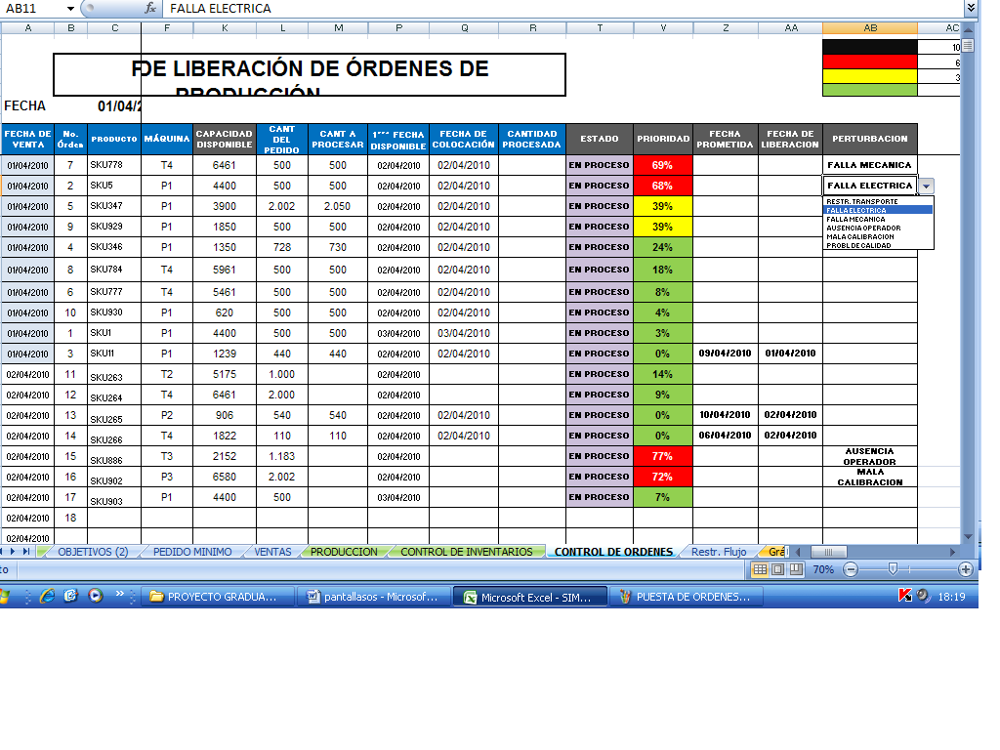 AB11 fx FALLA ELECTRICA
A B C F K L M P Q R T V Z AA AB AC
DE LIBERACIÓN DE ÓRDENES DE
PRODUCCIÓN
10
6
3
FECHA 01/04/2
FECHA DE VENTA No. Órden PRODUCTO MÁQUINA CAPACIDAD DISPONIBLE CANT DEL PEDIDO CANT A PROCESAR 1ERA FECHA DISPONIBLE FECHA DE COLOCACIÓN CANTIDAD PROCESADA ESTADO PRIORIDAD FECHA PROMETIDA FECHA DE LIBERACION PERTURBACION
01/04/2010 7 SKU778 T4 6461 500 500 02/04/2010 02/04/2010 EN PROCESO 69% FALLA MECANICA
01/04/2010 2 SKU5 P1 4400 500 500 02/04/2010 02/04/2010 EN PROCESO 68% FALLA ELECTRICA
01/04/2010 5 SKU347 P1 3900 2.002 2.050 02/04/2010 02/04/2010 EN PROCESO 39%
01/04/2010 9 SKU929 P1 1850 500 500 02/04/2010 02/04/2010 EN PROCESO 39%
01/04/2010 4 SKU346 P1 1350 728 730 02/04/2010 02/04/2010 EN PROCESO 24%
RESTR. TRANSPORTE
FALLA ELECTRICA
FALLA MECANICA
AUSENCIA OPERADOR
MALA CALIBRACION
PROBL DE CALIDAD
01/04/2010 8 SKU784 T4 5961 500 500 02/04/2010 02/04/2010 EN PROCESO 18%
01/04/2010 6 SKU777 T4 5461 500 500 02/04/2010 02/04/2010 EN PROCESO 8%
01/04/2010 10 SKU930 P1 620 500 500 02/04/2010 02/04/2010 EN PROCESO 4%
01/04/2010 1 SKU1 P1 4400 500 500 03/04/2010 03/04/2010 EN PROCESO 3%
01/04/2010 3 SKU11 P1 1239 440 440 02/04/2010 02/04/2010 EN PROCESO 0% 09/04/2010 01/04/2010
02/04/2010 11 SKU263 T2 5175 1.000 02/04/2010 EN PROCESO 14%
02/04/2010 12 SKU264 T4 6461 2.000 02/04/2010 EN PROCESO 9%
02/04/2010 13 SKU265 P2 906 540 540 02/04/2010 02/04/2010 EN PROCESO 0% 10/04/2010 02/04/2010
02/04/2010 14 SKU266 T4 1822 110 110 02/04/2010 02/04/2010 EN PROCESO 0% 06/04/2010 02/04/2010
02/04/2010 15 SKU886 T3 2152 1.183 02/04/2010 EN PROCESO 77% AUSENCIA OPERADOR
02/04/2010 16 SKU902 P3 6580 2.002 02/04/2010 EN PROCESO 72% MALA CALIBRACION
02/04/2010 17 SKU903 P1 4400 500 03/04/2010 EN PROCESO 7%
02/04/2010 18
02/04/2010
OBJETIVOS (2) PEDIDO MINIMO VENTAS PRODUCCION CONTROL DE INVENTARIOS CONTROL DE ORDENES Restr. Flujo Grá
to 70%
PROYECTO GRADUA... pantallasos - Microsof... Microsoft Excel - SIM... PUESTA DE ORDENES... 18:19